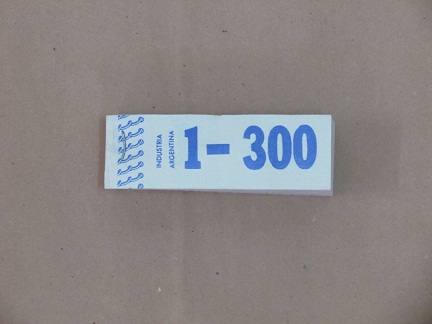 INDUSTRIA
ARGENTINA
1- 300